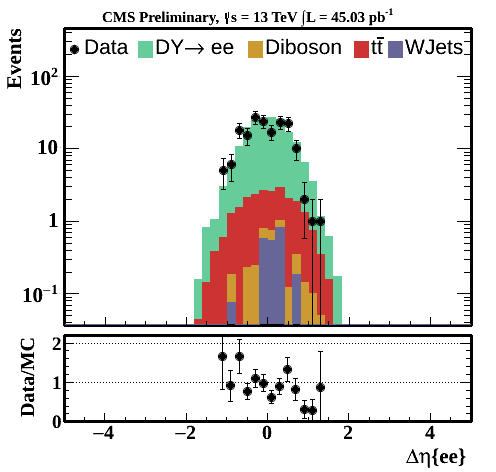 CMS Preliminary, √s = 13 TeV ∫L = 45.03 pb⁻¹
Events
Data DY→ ee Diboson tt̄ WJets
10²
10
1
10⁻¹
Data/MC
2
1
0
−4 −2 0 2 4
Δη{ee}